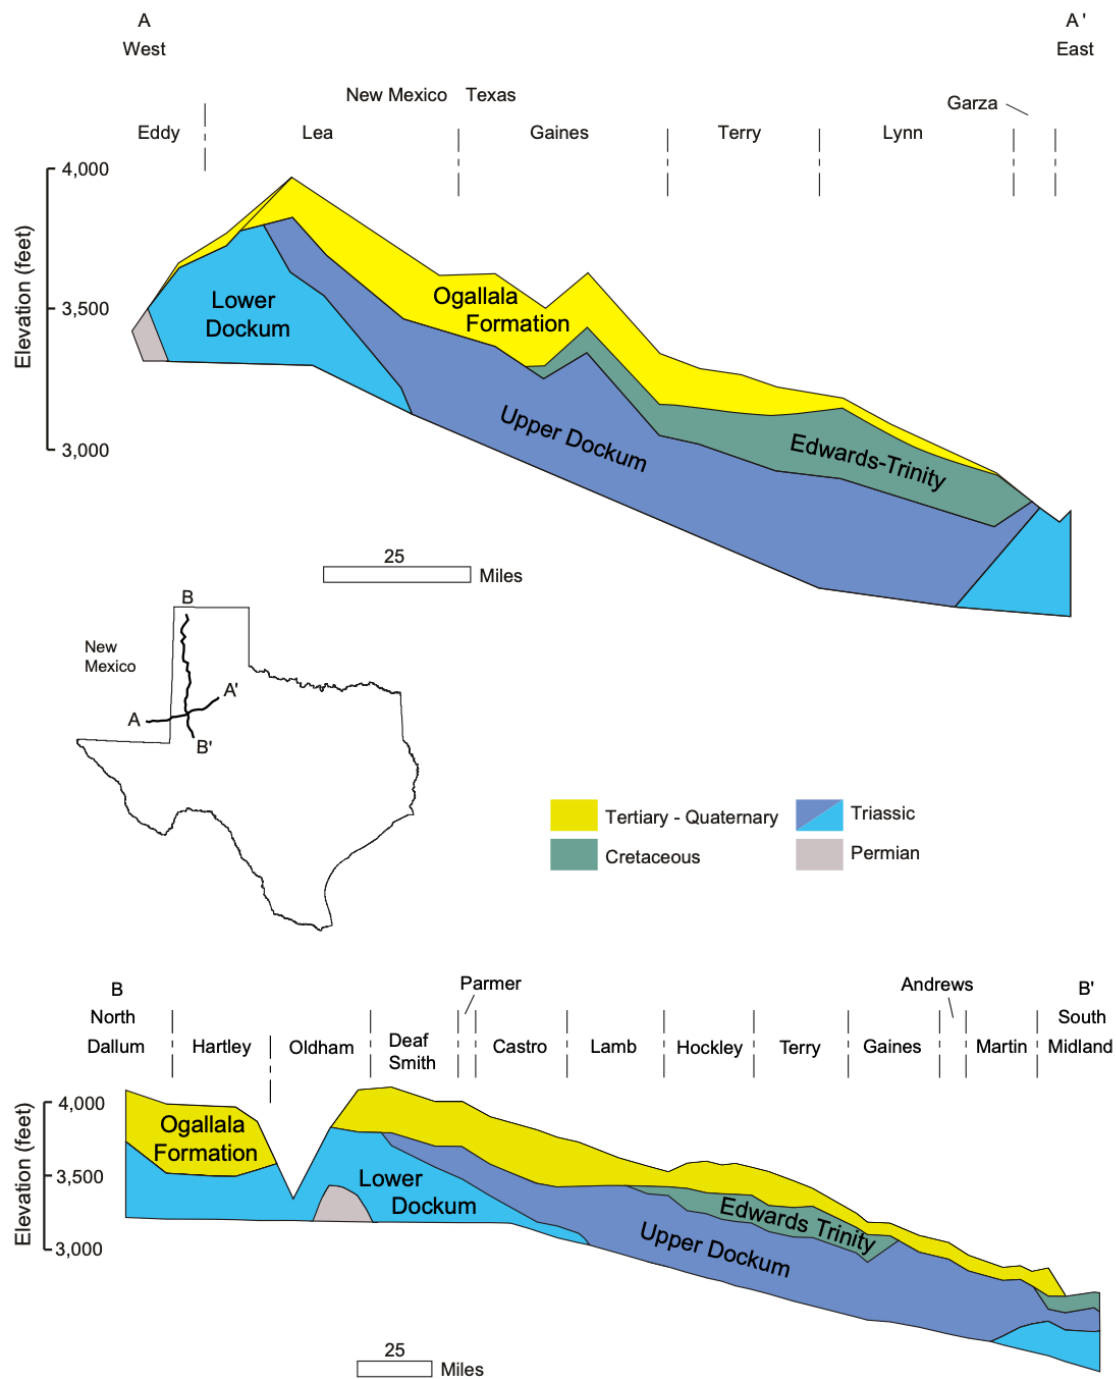 A
West
A'
East
New Mexico
Texas
Garza
Eddy
Lea
Gaines
Terry
Lynn
Elevation (feet)
4,000
3,500
3,000
Ogallala
Formation
Lower
Dockum
Upper Dockum
Edwards-Trinity
25
Miles
B
New
Mexico
A
A'
B'
Tertiary - Quaternary
Triassic
Cretaceous
Permian
B
North
Parmer
Andrews
B'
South
Dallum
Hartley
Oldham
Deaf
Smith
Castro
Lamb
Hockley
Terry
Gaines
Martin
Midland
Elevation (feet)
4,000
3,500
3,000
Ogallala
Formation
Lower
Dockum
Edwards Trinity
Upper Dockum
25
Miles